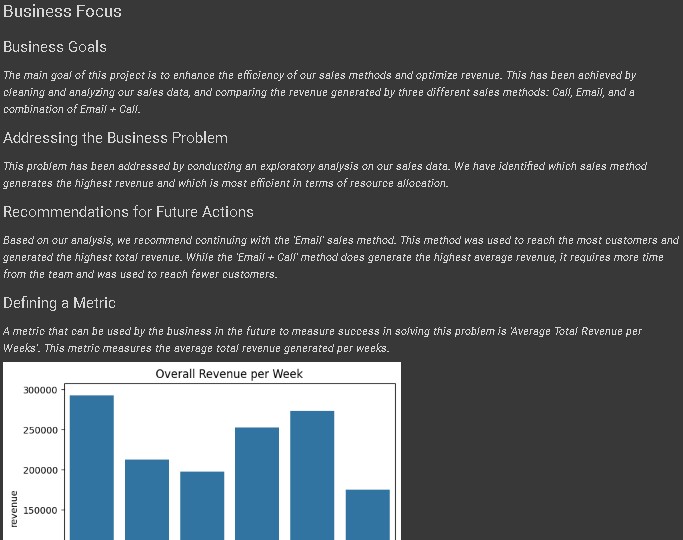 Business Focus
Business Goals
The main goal of this project is to enhance the efficiency of our sales methods and optimize revenue. This has been achieved by
cleaning and analyzing our sales data, and comparing the revenue generated by three different sales methods: Call, Email, and a
combination of Email + Call.
Addressing the Business Problem
This problem has been addressed by conducting an exploratory analysis on our sales data. We have identified which sales method
generates the highest revenue and which is most efficient in terms of resource allocation.
Recommendations for Future Actions
Based on our analysis, we recommend continuing with the 'Email' sales method. This method was used to reach the most customers and
generated the highest total revenue. While the 'Email + Call' method does generate the highest average revenue, it requires more time
from the team and was used to reach fewer customers.
Defining a Metric
A metric that can be used by the business in the future to measure success in solving this problem is 'Average Total Revenue per
Weeks'. This metric measures the average total revenue generated per weeks.
Overall Revenue per Week
300000
250000
200000
150000
revenue